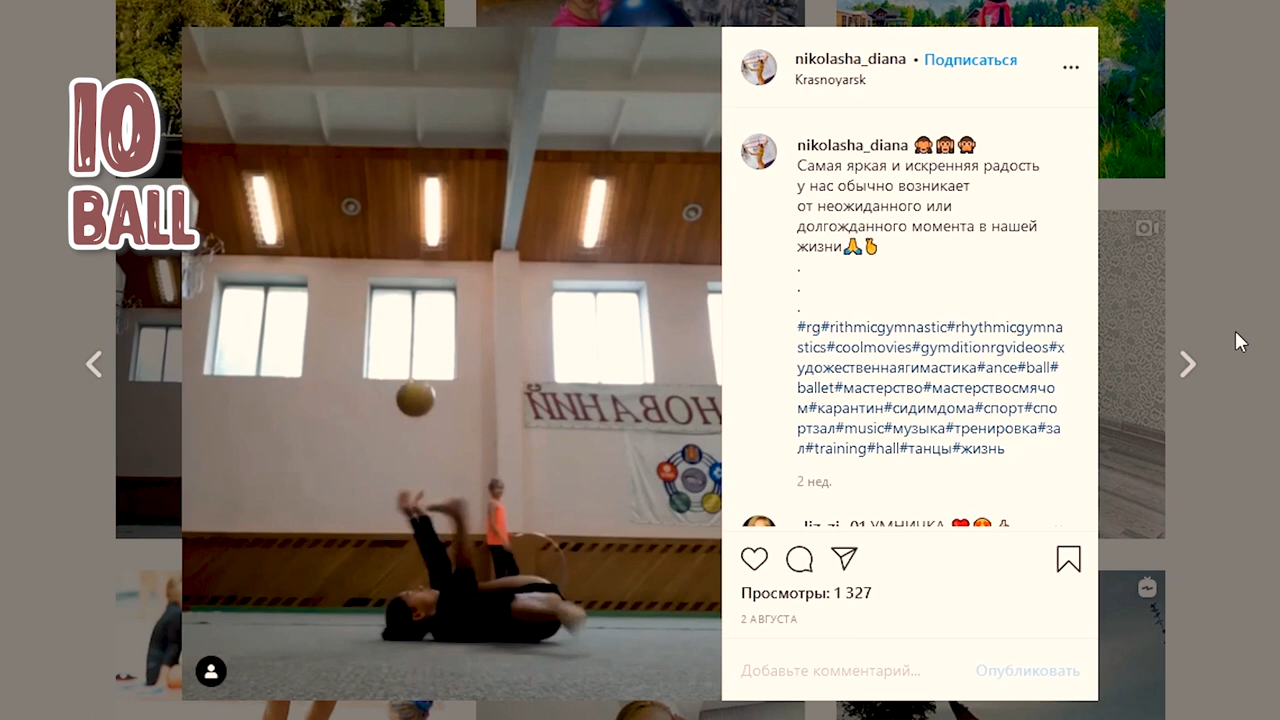 10
BALL
nikolasha_diana • Подписаться
Krasnoyarsk
nikolasha_diana 🙈🙉🙊
Самая яркая и искренняя радость
у нас обычно возникает
от неожиданного или
долгожданного момента в нашей
жизни🙏🫰
.
.
.
#rg#rithmicgymnastic#rhythmicgymna
stics#coolmovies#gymditionrgvideos#х
удожественнаягимастика#ance#ball#
ballet#мастерство#мастерствосмячо
м#карантин#сидимдома#спорт#спо
ртзал#music#музыка#тренировка#за
л#training#hall#танцы#жизнь
2 нед.
УМНИЧКА
Просмотры: 1 327
2 АВГУСТА
Добавьте комментарий...
Опубликовать
НОВАНИЙ